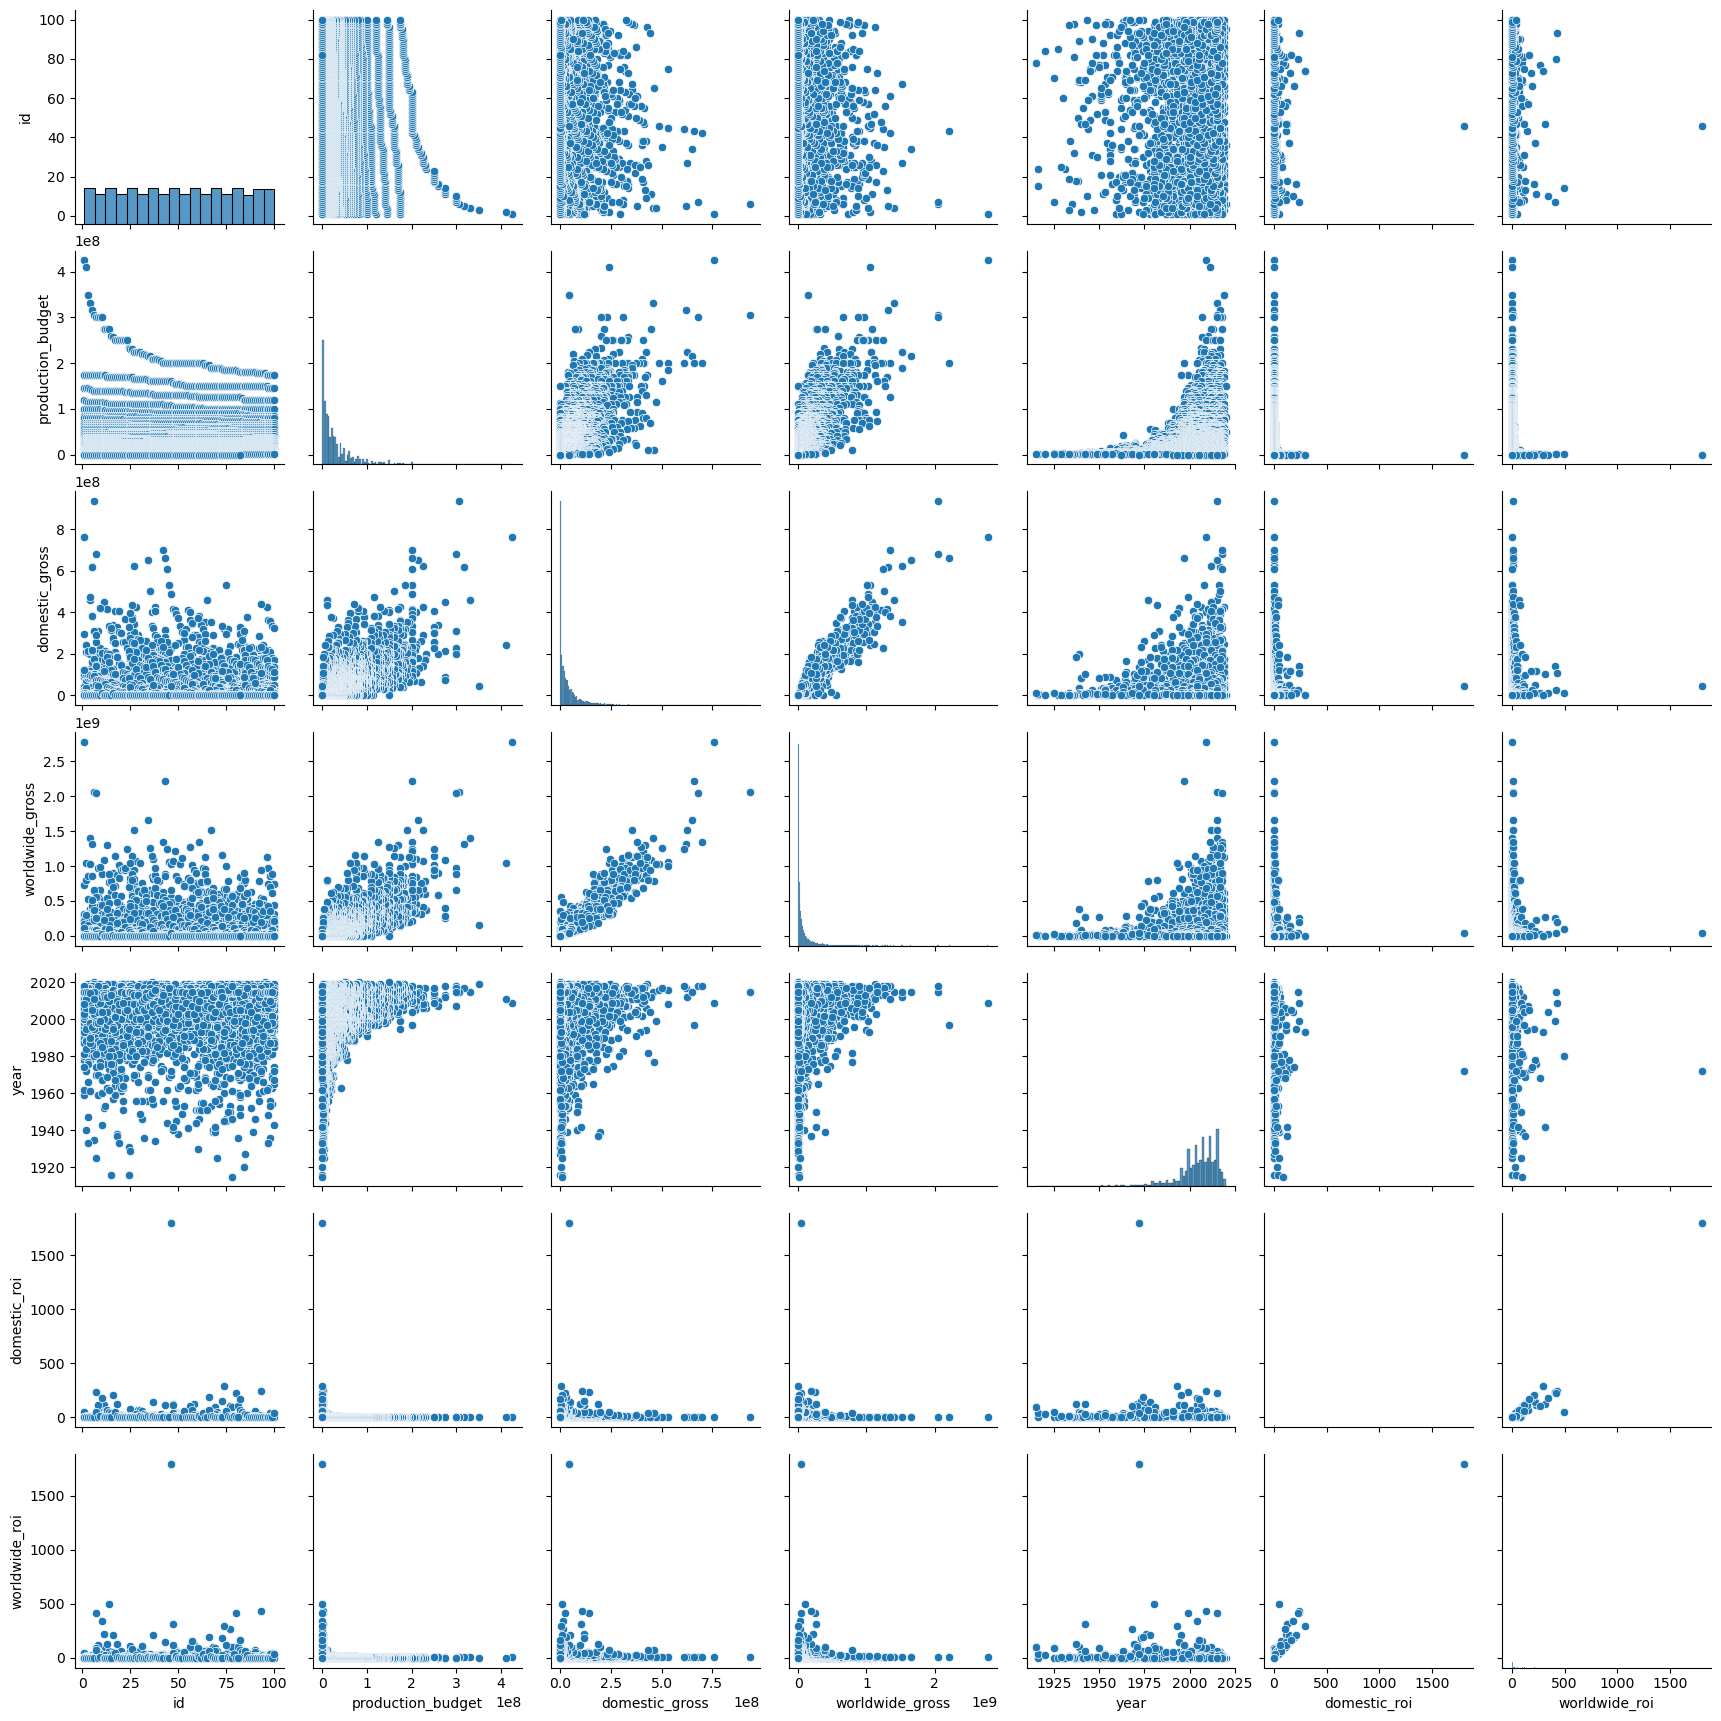 100
80
60
40
20
0
id
1e8
4
3
2
1
0
production_budget
1e8
8
6
4
2
0
domestic_gross
1e9
2.5
2.0
1.5
1.0
0.5
0.0
worldwide_gross
2020
2000
1980
1960
1940
1920
year
1500
1000
500
0
domestic_roi
1500
1000
500
0
worldwide_roi
0 25 50 75 100
id
0 1 2 3 4
production_budget 1e8
0.0 2.5 5.0 7.5
domestic_gross 1e8
0 1 2
worldwide_gross 1e9
1925 1950 1975 2000 2025
year
0 500 1000 1500
domestic_roi
0 500 1000 1500
worldwide_roi